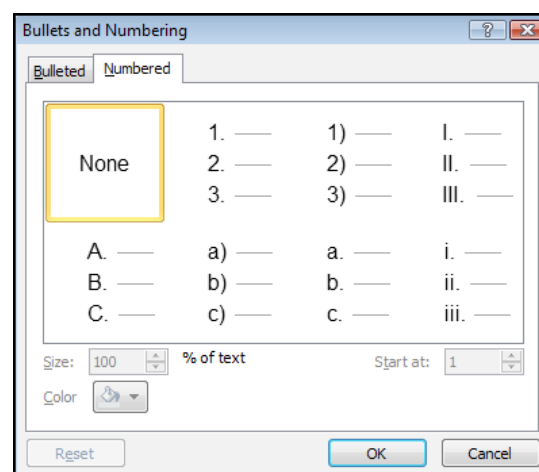 Bullets and Numbering ?
Bulleted Numbered
None
1.
2.
3.
1)
2)
3)
I.
II.
III.
A.
B.
C.
a)
b)
c)
a.
b.
c.
i.
ii.
iii.
Size: 100 % of text Start at: 1
Color
Reset OK Cancel